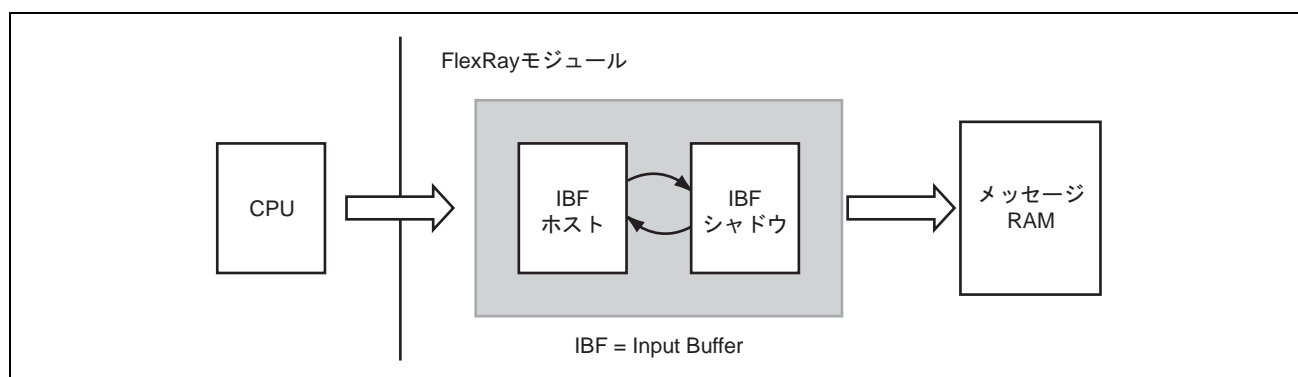 FlexRayモジュール
CPU
IBF
ホスト
IBF
シャドウ
メッセージ
RAM
IBF = Input Buffer